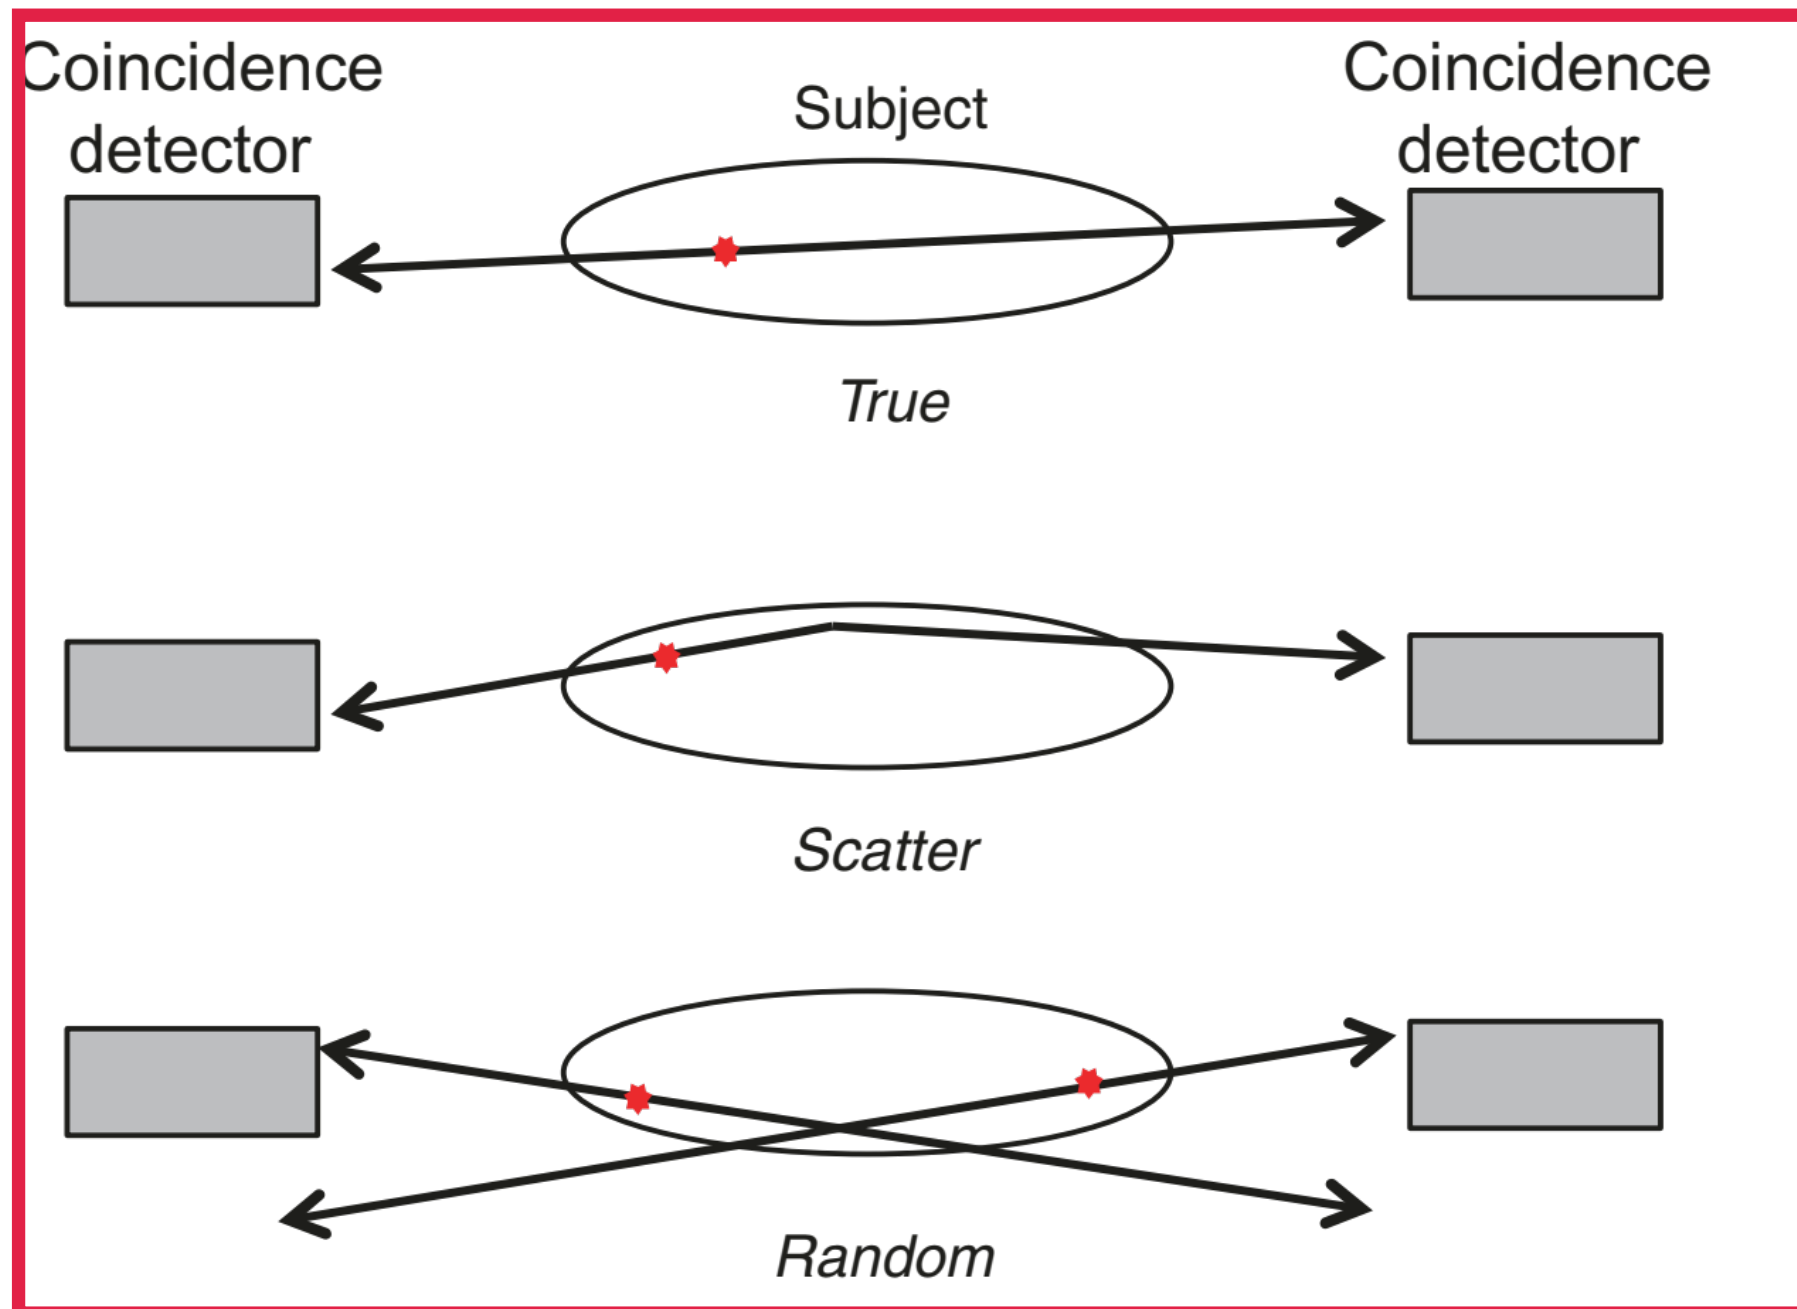 Coincidence
detector
Subject
Coincidence
detector
True
Scatter
Random